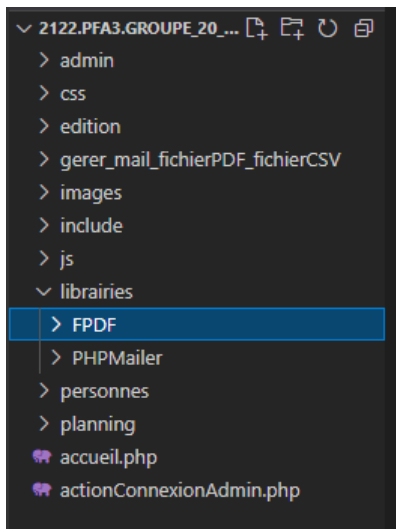 2122.PFA3.GROUPE_20_...
admin
css
edition
gerer_mail_fichierPDF_fichierCSV
images
include
js
librairies
FPDF
PHPMailer
personnes
planning
accueil.php
actionConnexionAdmin.php